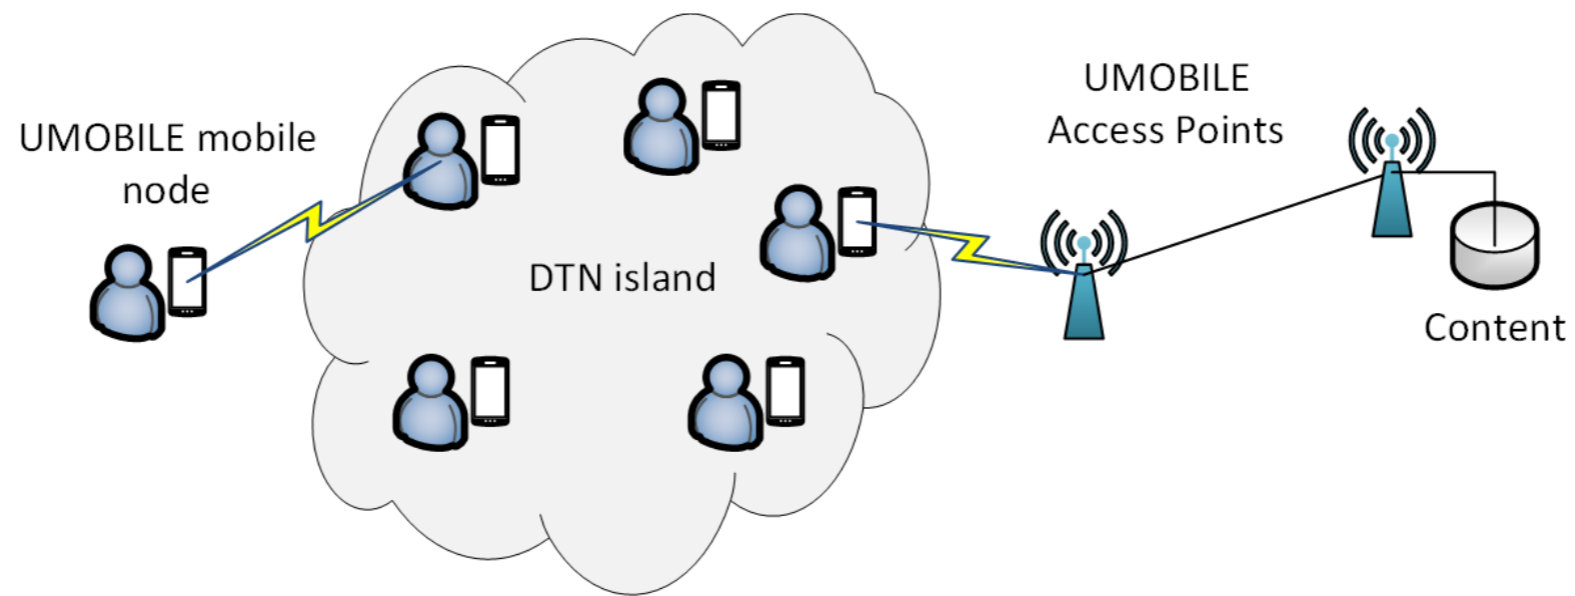 UMOBILE mobile
node
DTN island
UMOBILE
Access Points
Content